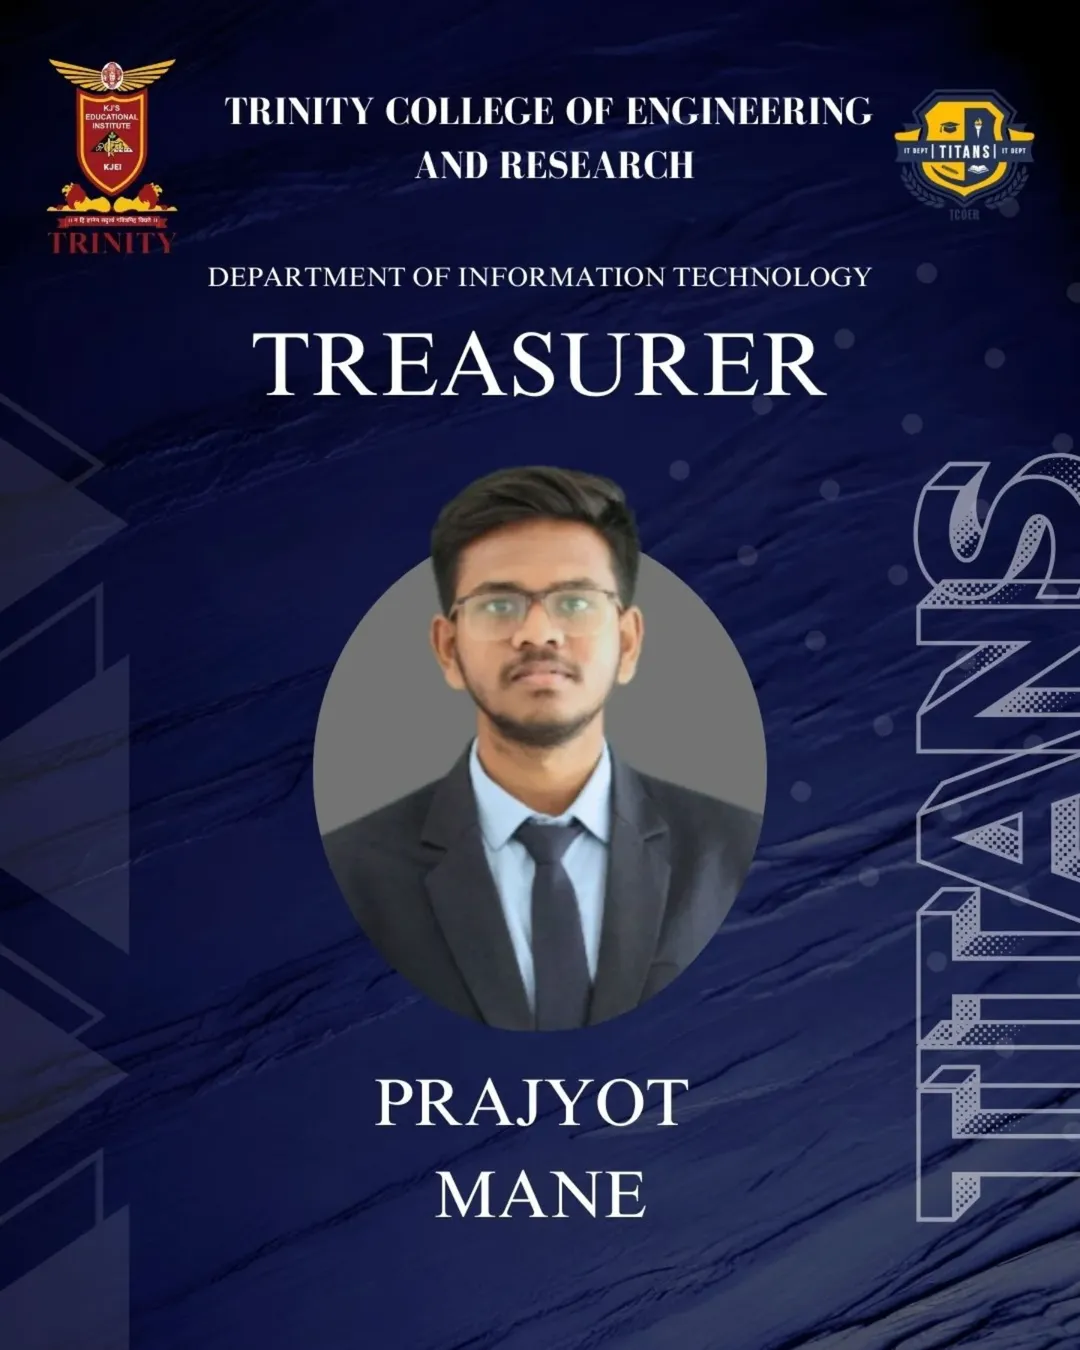 KJ'S
EDUCATIONAL
INSTITUTE
KJEI
TRINITY
TRINITY COLLEGE OF ENGINEERING
AND RESEARCH
IT DEPT | TITANS | IT DEPT
TCOER
DEPARTMENT OF INFORMATION TECHNOLOGY
TREASURER
TITANS
PRAJYOT
MANE